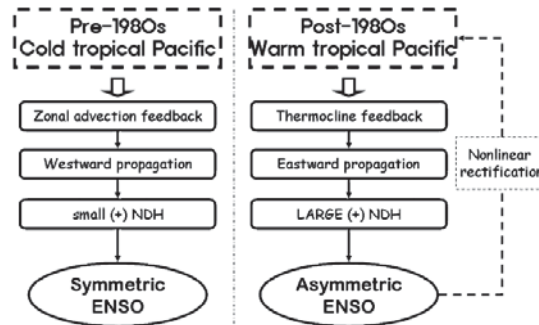 Pre-1980s
Cold tropical Pacific
Zonal advection feedback
Westward propagation
small (+) NDH
Symmetric
ENSO
Post-1980s
Warm tropical Pacific
Thermocline feedback
Eastward propagation
LARGE (+) NDH
Asymmetric
ENSO
Nonlinear
rectification